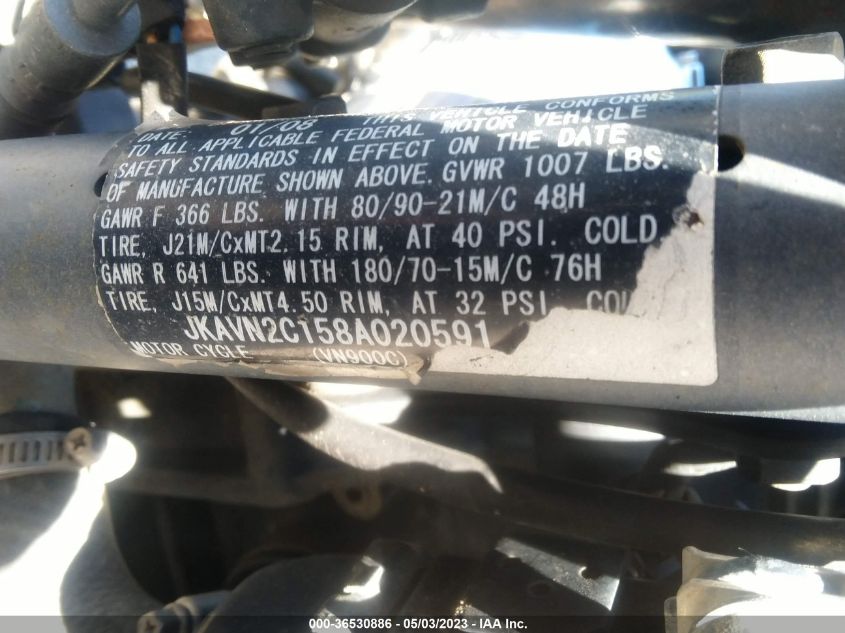 DATE: 01/08 THIS VEHICLE CONFORMS
TO ALL APPLICABLE FEDERAL MOTOR VEHICLE
SAFETY STANDARDS IN EFFECT ON THE DATE
OF MANUFACTURE SHOWN ABOVE. GVWR 1007 LBS.
GAWR F 366 LBS. WITH 80/90-21M/C 48H
TIRE, J21M/CxMT2.15 RIM, AT 40 PSI. COLD
GAWR R 641 LBS. WITH 180/70-15M/C 76H
TIRE, J15M/CxMT4.50 RIM, AT 32 PSI. COLD
JKAVN2C158A020591
MOTOR CYCLE (VN900C)
000-36530886 - 05/03/2023 - IAA Inc.